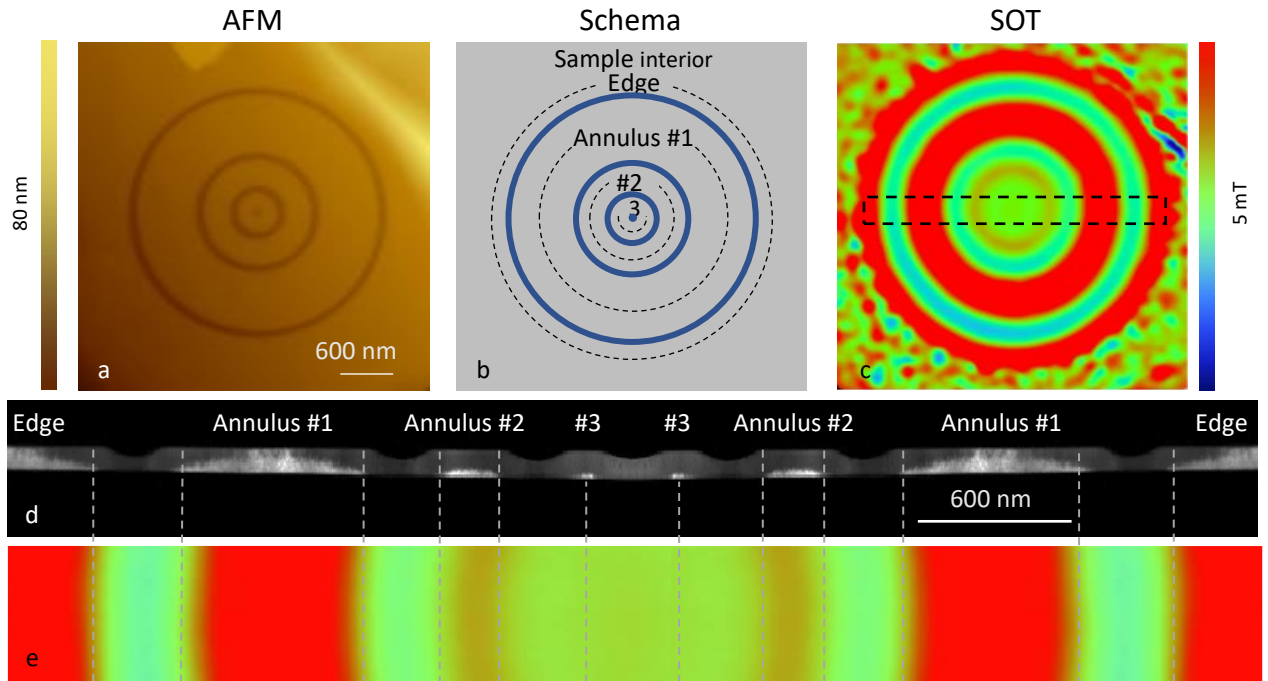 AFM
Schema
SOT
80 nm
600 nm
a
Sample interior
Edge
Annulus #1
#2
3
b
c
5 mT
Edge
Annulus #1
Annulus #2
#3
#3
Annulus #2
Annulus #1
Edge
600 nm
d
e